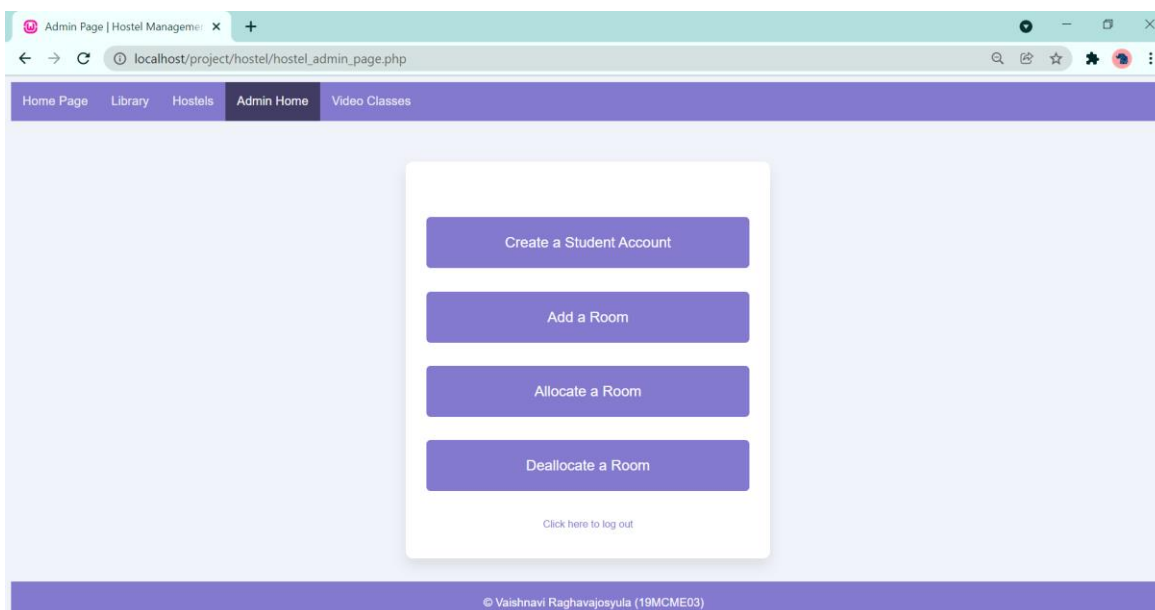 Admin Page | Hostel Managemen
localhost/project/hostel/hostel_admin_page.php
Home Page Library Hostels Admin Home Video Classes
Create a Student Account
Add a Room
Allocate a Room
Deallocate a Room
Click here to log out
© Vaishnavi Raghavajosyula (19MCME03)